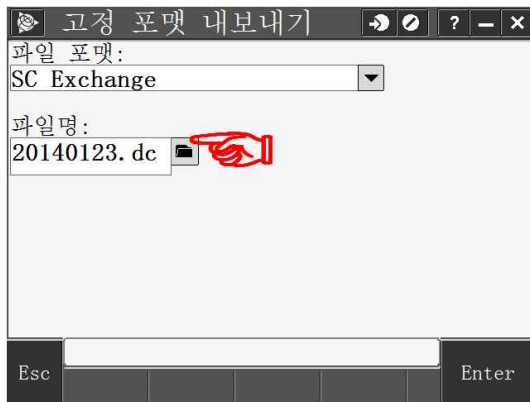 고정 포맷 내보내기
파일 포맷:
SC Exchange
파일명:
20140123.dc
Esc
Enter